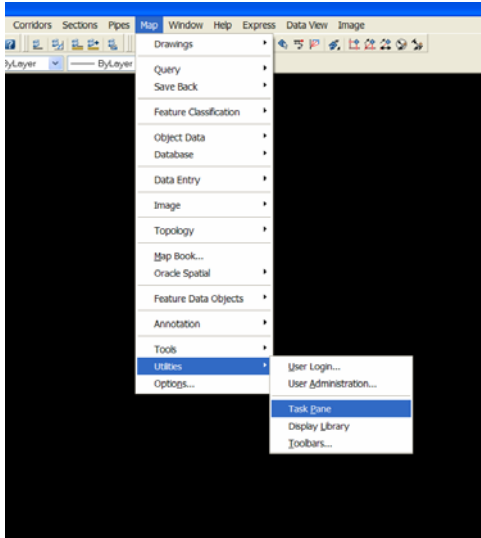 Corridors Sections Pipes Map Window Help Express Data View Image
ByLayer ByLayer
Drawings
Query
Save Back
Feature Classification
Object Data
Database
Data Entry
Image
Topology
Map Book...
Oracle Spatial
Feature Data Objects
Annotation
Tools
Utilities
Options...
User Login...
User Administration...
Task Pane
Display Library
Toolbars...